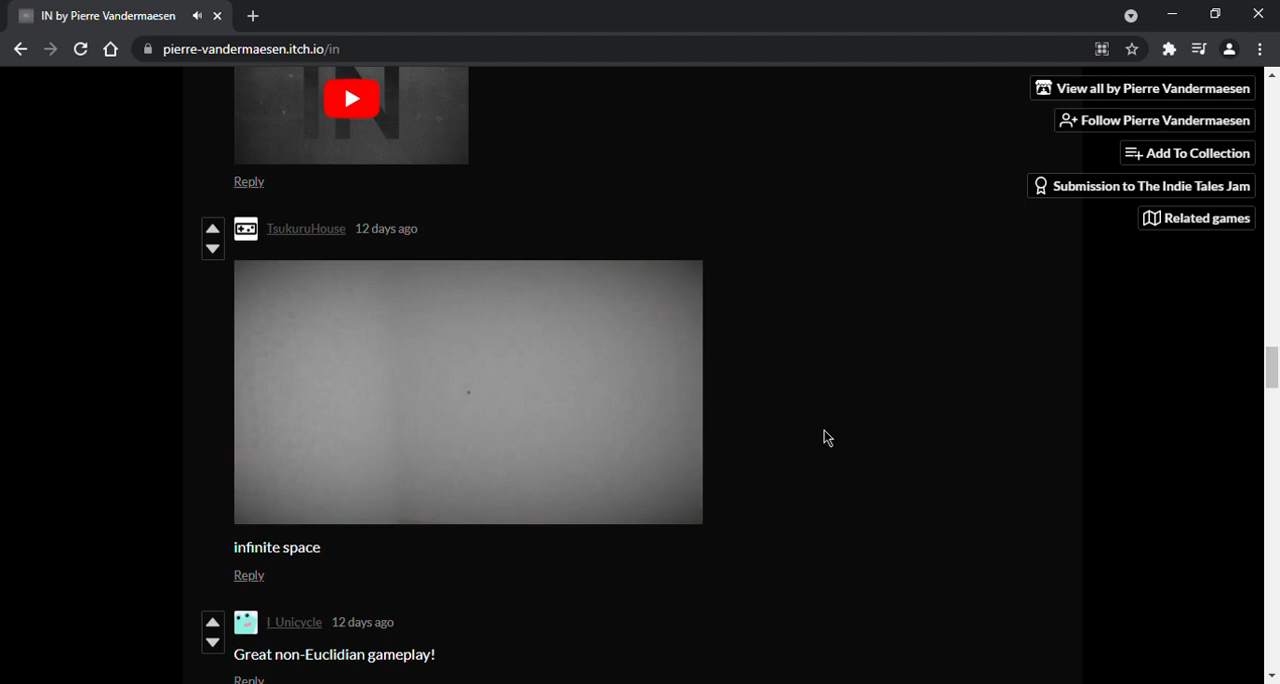 IN by Pierre Vandermaesen
pierre-vandermaesen.itch.io/in
View all by Pierre Vandermaesen
Follow Pierre Vandermaesen
Add To Collection
Submission to The Indie Tales Jam
Related games
IN
Reply
TsukuruHouse 12 days ago
infinite space
Reply
I_Unicycle 12 days ago
Great non-Euclidian gameplay!
Reply